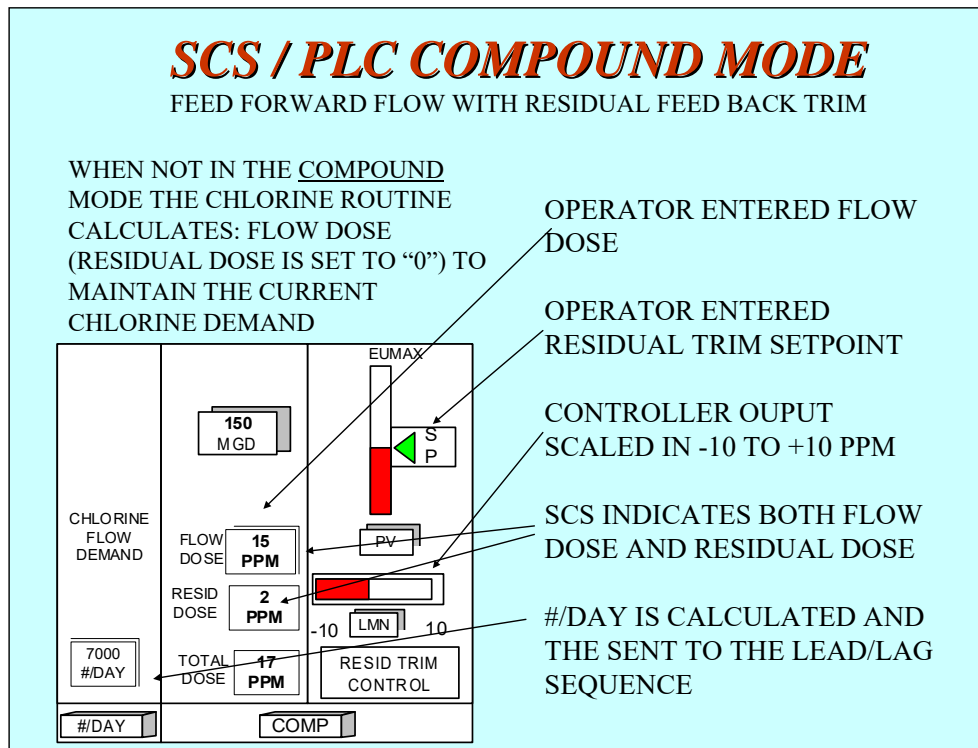 SCS / PLC COMPOUND MODE
FEED FORWARD FLOW WITH RESIDUAL FEED BACK TRIM
WHEN NOT IN THE COMPOUND
MODE THE CHLORINE ROUTINE
CALCULATES: FLOW DOSE
(RESIDUAL DOSE IS SET TO “0”) TO
MAINTAIN THE CURRENT
CHLORINE DEMAND
OPERATOR ENTERED FLOW
DOSE
OPERATOR ENTERED
RESIDUAL TRIM SETPOINT
CONTROLLER OUPUT
SCALED IN -10 TO +10 PPM
SCS INDICATES BOTH FLOW
DOSE AND RESIDUAL DOSE
#/DAY IS CALCULATED AND
THE SENT TO THE LEAD/LAG
SEQUENCE
CHLORINE
FLOW
DEMAND
7000
#/DAY
#/DAY
150
MGD
FLOW
DOSE
15
PPM
RESID
DOSE
2
PPM
TOTAL
DOSE
17
PPM
COMP
EUMAX
S
P
PV
-10
LMN
10
RESID TRIM
CONTROL